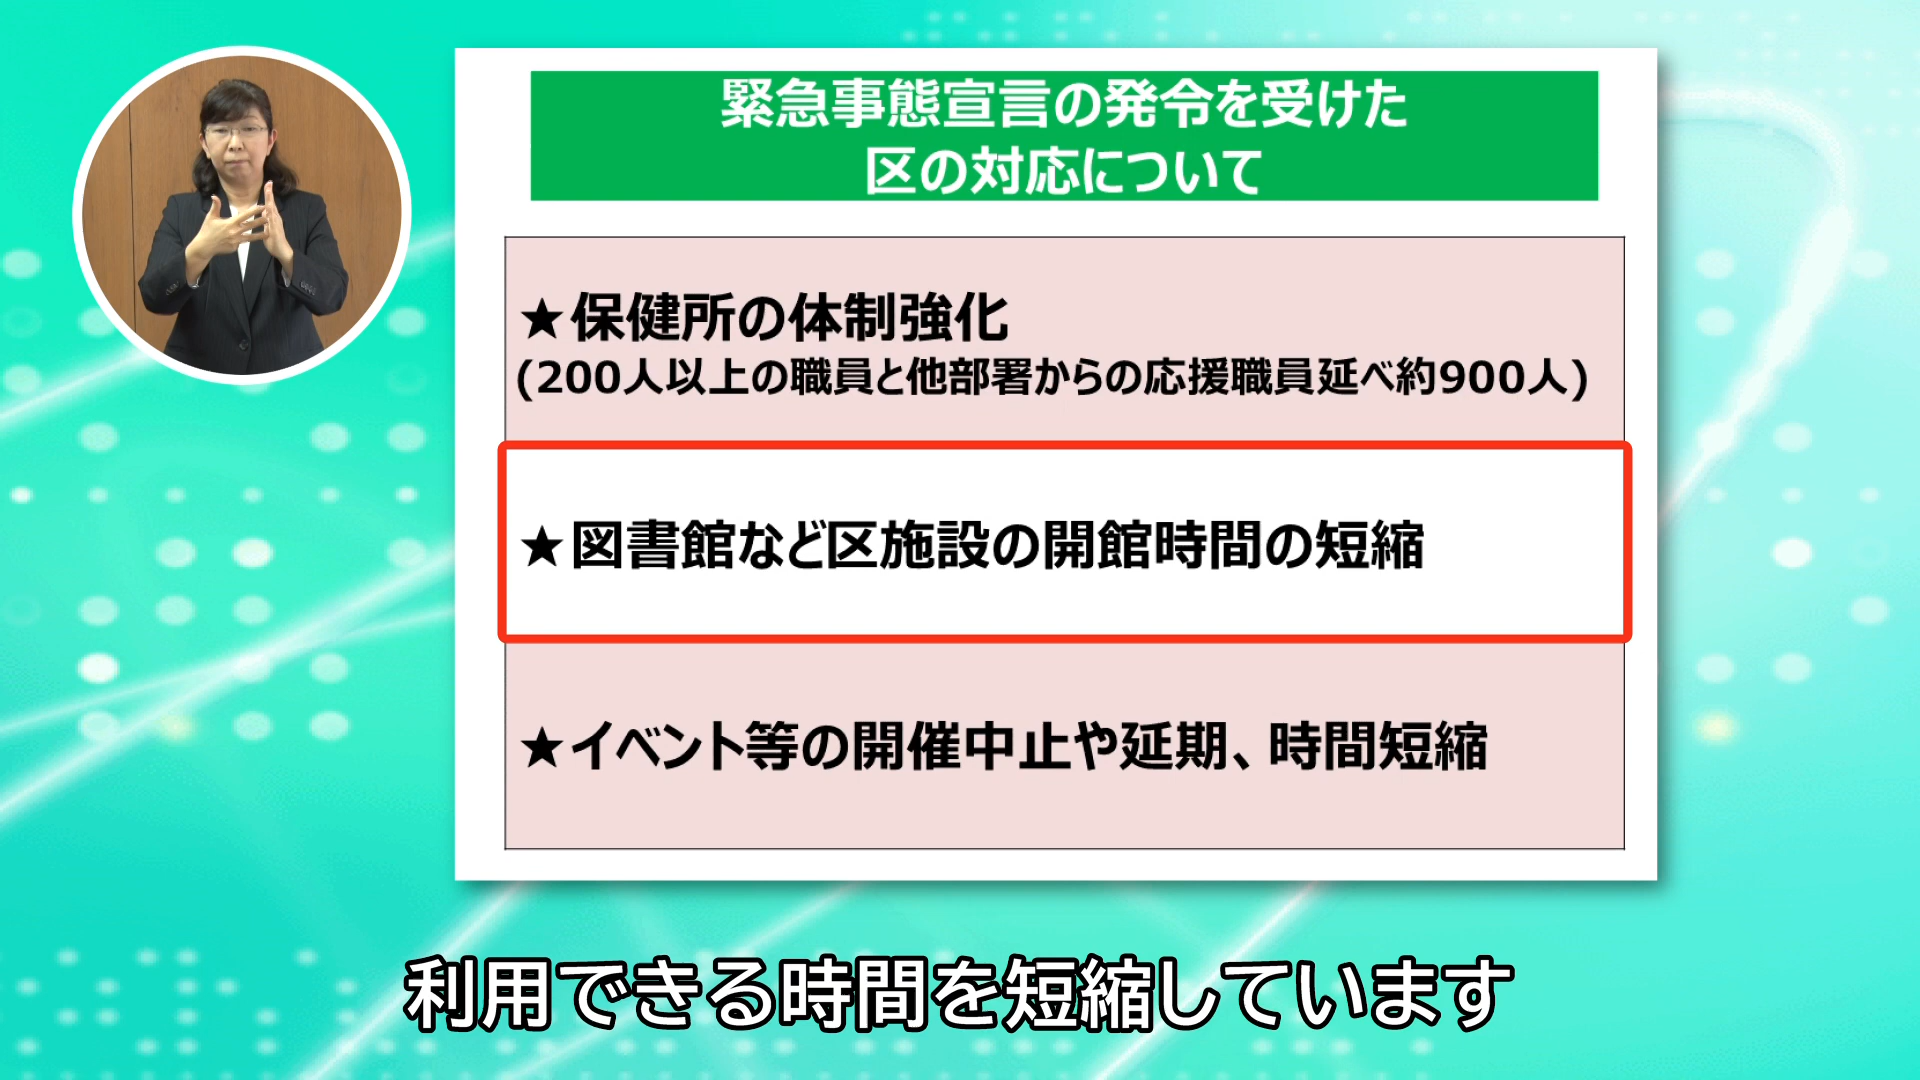 緊急事態宣言の発令を受けた
区の対応について
★保健所の体制強化
(200人以上の職員と他部署からの応援職員延べ約900人)
★図書館など区施設の開館時間の短縮
★イベント等の開催中止や延期、時間短縮
利用できる時間を短縮しています